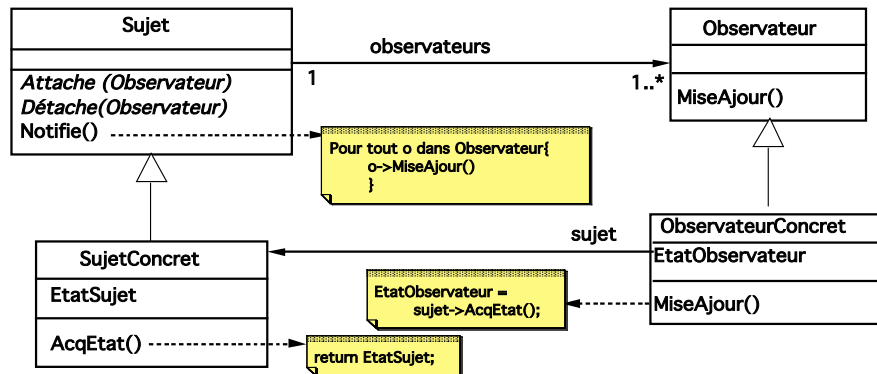 Sujet
Attache (Observateur)
Détache(Observateur)
Notifie()
observateurs
1
1..*
Observateur
MiseAjour()
Pour tout o dans Observateur{
o->MiseAjour()
}
SujetConcret
EtatSujet
AcqEtat()
sujet
ObservateurConcret
EtatObservateur
MiseAjour()
EtatObservateur =
sujet->AcqEtat();
return EtatSujet;